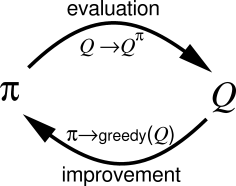 evaluation
Q → Q^π
π Q
π→greedy(Q)
improvement